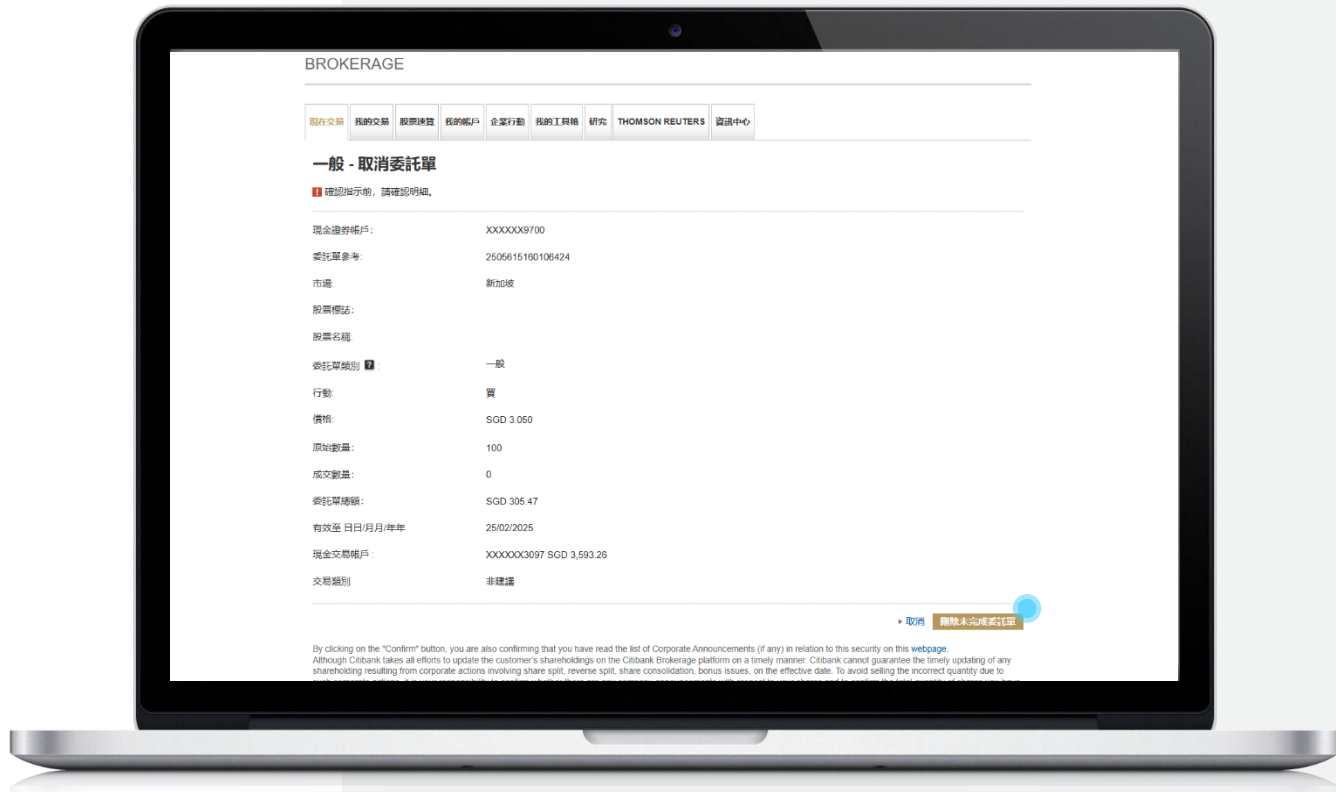 BROKERAGE
現在交易 我的交易 股票速覽 我的帳戶 企業行動 我的工具箱 研究 THOMSON REUTERS 資訊中心
一般 - 取消委託單
! 確認指示前，請確認明細。
現金證券帳戶： XXXXXX9700
委託單參考: 2505615160106424
市場: 新加坡
股票標誌：
股票名稱:
委託單類別 ? : 一般
行動: 買
價格: SGD 3.050
原始數量： 100
成交數量： 0
委託單總額： SGD 305.47
有效至 日日/月月/年年 25/02/2025
現金交易帳戶 : XXXXXX3097 SGD 3,593.26
交易類別 非建議
取消 刪除未完成委託單
By clicking on the "Confirm" button, you are also confirming that you have read the list of Corporate Announcements (if any) in relation to this security on this webpage.
Although Citibank takes all efforts to update the customer's shareholdings on the Citibank Brokerage platform on a timely manner. Citibank cannot guarantee the timely updating of any
shareholding resulting from corporate actions involving share split, reverse split, share consolidation, bonus issues, on the effective date. To avoid selling the incorrect quantity due to